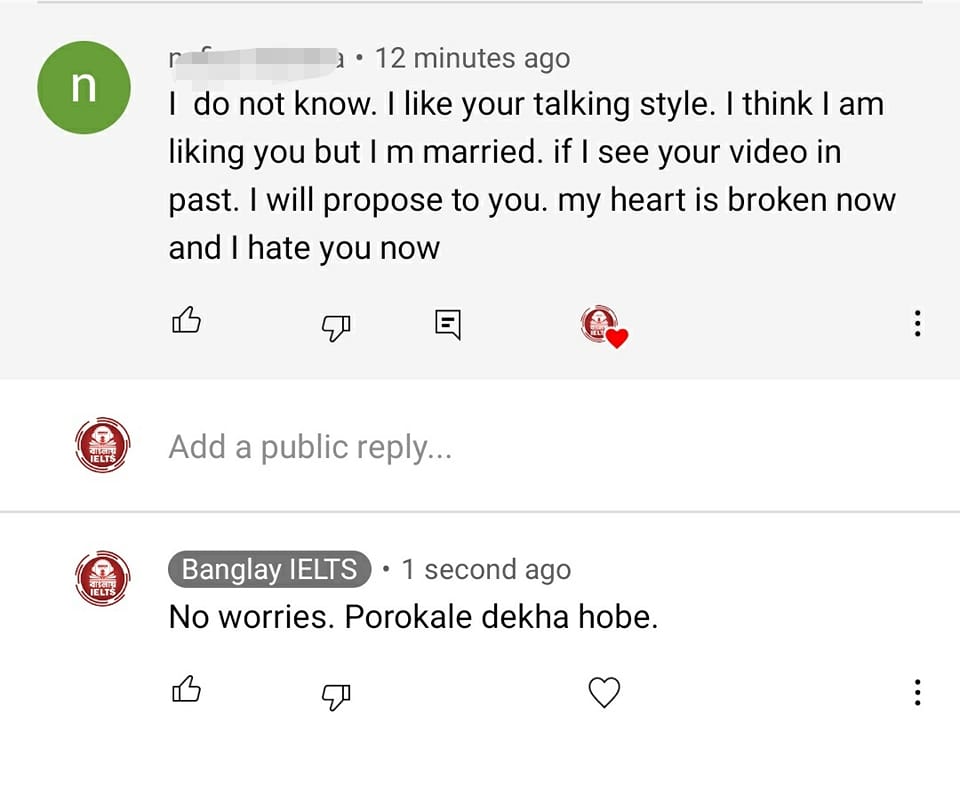 n
• 12 minutes ago
I do not know. I like your talking style. I think I am
liking you but I m married. if I see your video in
past. I will propose to you. my heart is broken now
and I hate you now
বাংলায়
IELTS
Add a public reply...
বাংলায়
IELTS
Banglay IELTS • 1 second ago
No worries. Porokale dekha hobe.